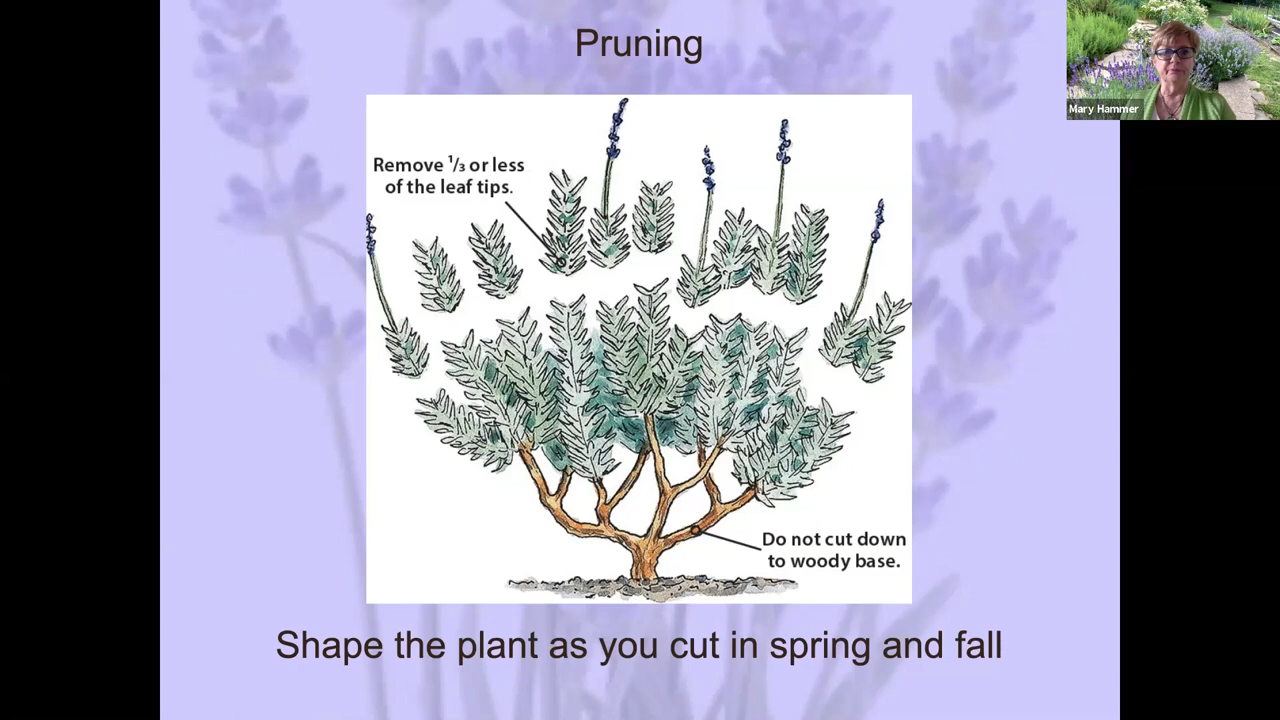 Pruning
Mary Hammer
Remove 1/3 or less
of the leaf tips.
Do not cut down
to woody base.
Shape the plant as you cut in spring and fall